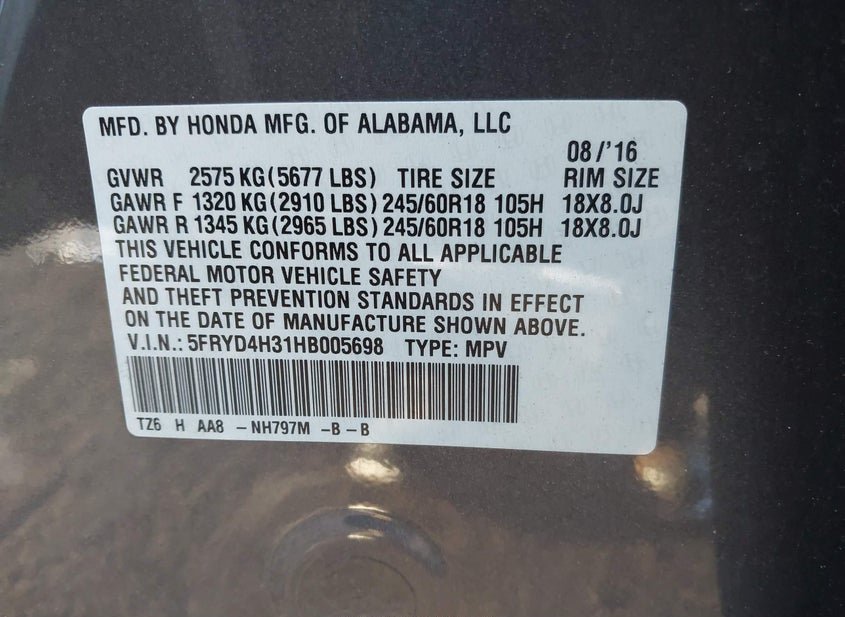 MFD. BY HONDA MFG. OF ALABAMA, LLC
08/'16
GVWR 2575 KG (5677 LBS) TIRE SIZE RIM SIZE
GAWR F 1320 KG (2910 LBS) 245/60R18 105H 18X8.0J
GAWR R 1345 KG (2965 LBS) 245/60R18 105H 18X8.0J
THIS VEHICLE CONFORMS TO ALL APPLICABLE
FEDERAL MOTOR VEHICLE SAFETY
AND THEFT PREVENTION STANDARDS IN EFFECT
ON THE DATE OF MANUFACTURE SHOWN ABOVE.
V.I.N.: 5FRYD4H31HB005698 TYPE: MPV
TZ6 H AA8 -NH797M -B-B